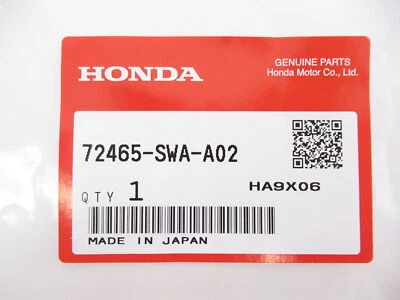 HONDA
GENUINE PARTS
Honda Motor Co., Ltd.
72465-SWA-A02
QTY 1
HA9X06
MADE IN JAPAN